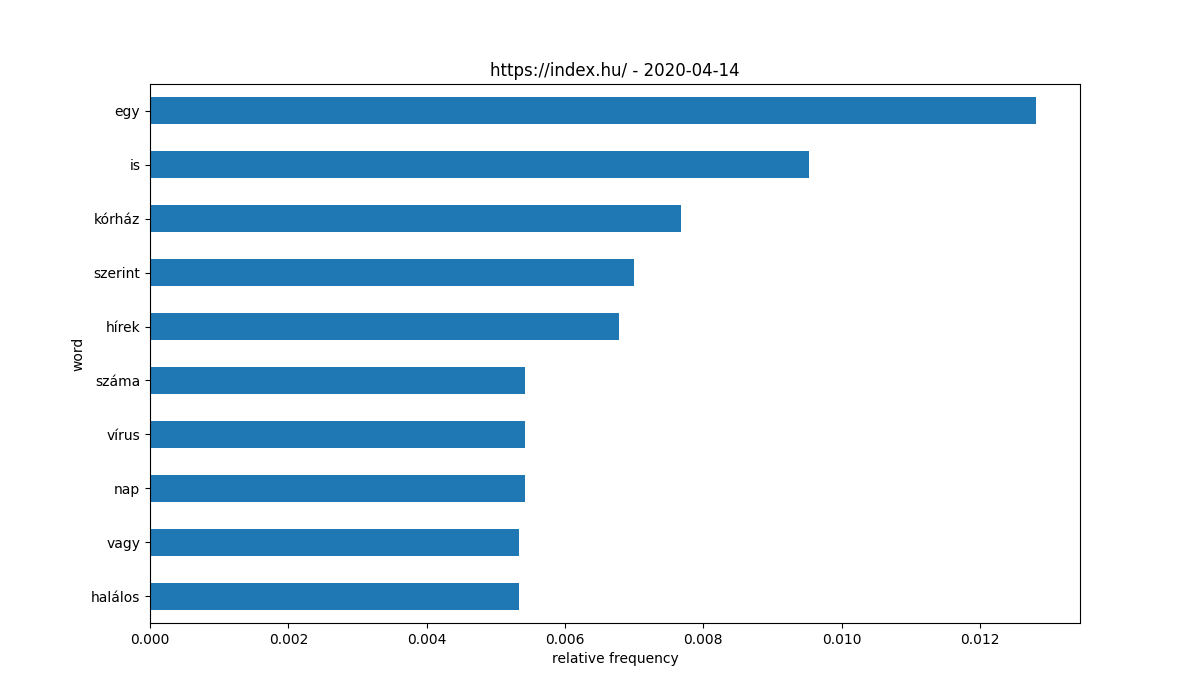 https://index.hu/ - 2020-04-14
egy
is
kórház
szerint
hírek
száma
vírus
nap
vagy
halálos
word
0.000 0.002 0.004 0.006 0.008 0.010 0.012
relative frequency